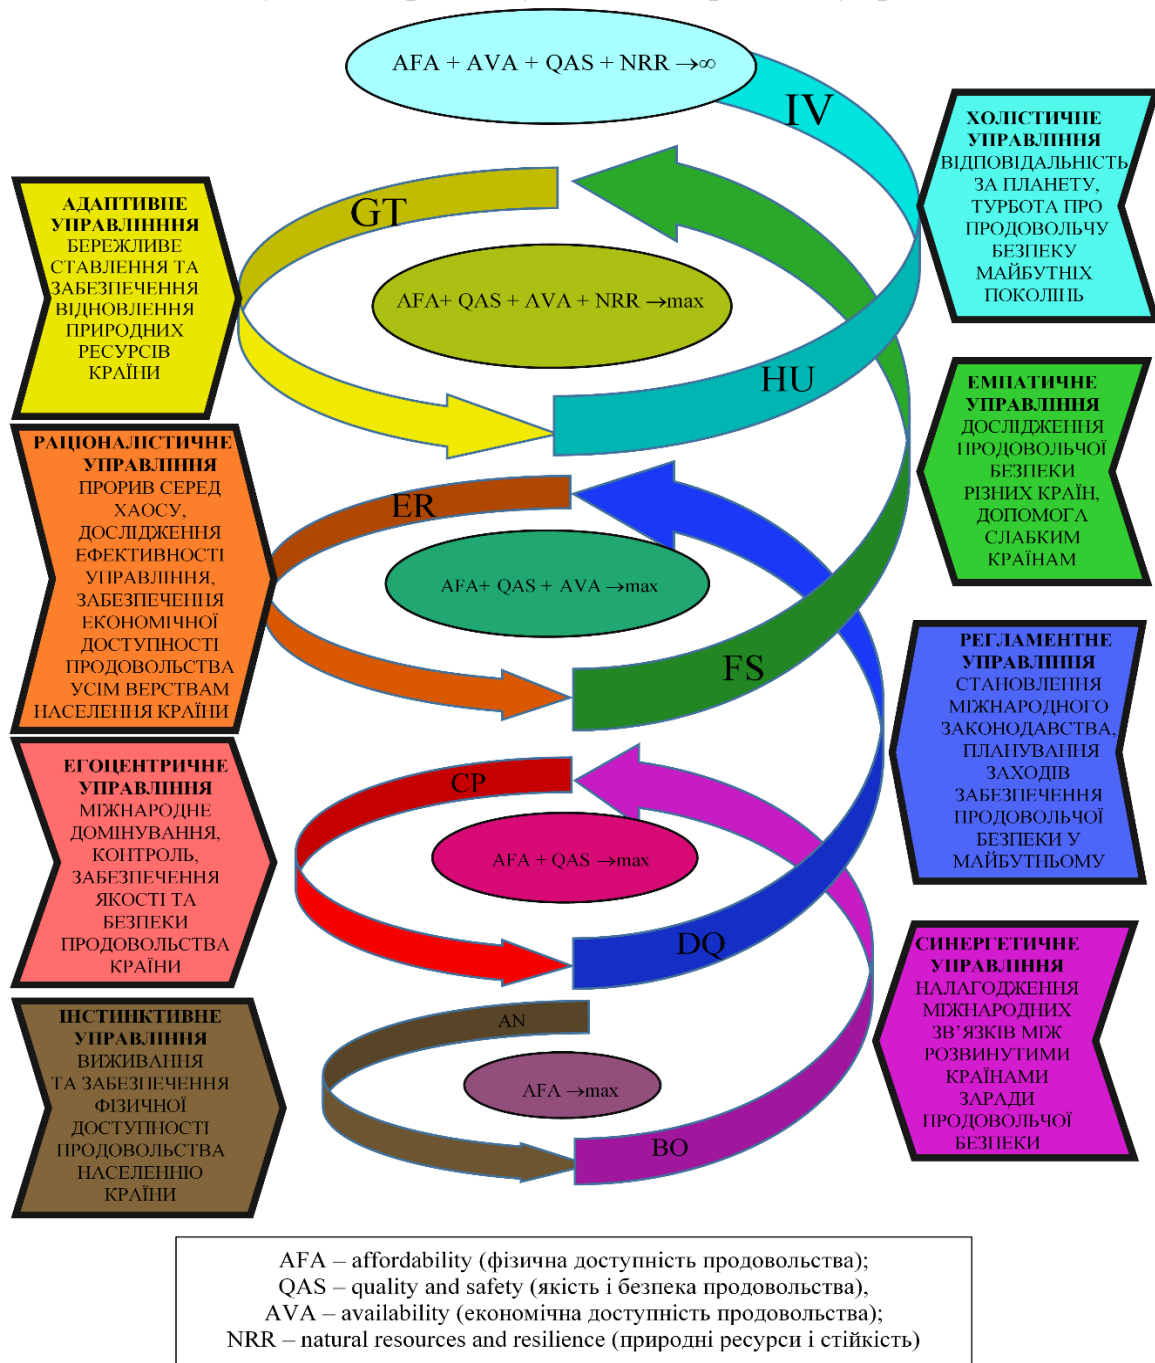 AFA + AVA + QAS + NRR →∞
IV
ХОЛІСТИЧНЕ
УПРАВЛІННЯ
ВІДПОВІДАЛЬНІСТЬ
ЗА ПЛАНЕТУ,
ТУРБОТА ПРО
ПРОДОВОЛЬЧУ
БЕЗПЕКУ
МАЙБУТНІХ
ПОКОЛІНЬ
GT
АДАПТИВНЕ
УПРАВЛІНННЯ
БЕРЕЖЛИВЕ
СТАВЛЕННЯ ТА
ЗАБЕЗПЕЧЕННЯ
ВІДНОВЛЕННЯ
ПРИРОДНИХ
РЕСУРСІВ
КРАЇНИ
AFA+ QAS + AVA + NRR →max
HU
ЕМПАТИЧНЕ
УПРАВЛІННЯ
ДОСЛІДЖЕННЯ
ПРОДОВОЛЬЧОЇ
БЕЗПЕКИ
РІЗНИХ КРАЇН,
ДОПОМОГА
СЛАБКИМ
КРАЇНАМ
РАЦІОНАЛІСТИЧНЕ
УПРАВЛІННЯ
ПРОРИВ СЕРЕД
ХАОСУ,
ДОСЛІДЖЕННЯ
ЕФЕКТИВНОСТІ
УПРАВЛІННЯ,
ЗАБЕЗПЕЧЕННЯ
ЕКОНОМІЧНОЇ
ДОСТУПНОСТІ
ПРОДОВОЛЬСТВА
УСІМ ВЕРСТВАМ
НАСЕЛЕННЯ КРАЇНИ
ER
AFA+ QAS + AVA →max
FS
РЕГЛАМЕНТНЕ
УПРАВЛІННЯ
СТАНОВЛЕННЯ
МІЖНАРОДНОГО
ЗАКОНОДАВСТВА,
ПЛАНУВАННЯ
ЗАХОДІВ
ЗАБЕЗПЕЧЕННЯ
ПРОДОВОЛЬЧОЇ
БЕЗПЕКИ У
МАЙБУТНЬОМУ
ЕГОЦЕНТРИЧНЕ
УПРАВЛІННЯ
МІЖНАРОДНЕ
ДОМІНУВАННЯ,
КОНТРОЛЬ,
ЗАБЕЗПЕЧЕННЯ
ЯКОСТІ ТА
БЕЗПЕКИ
ПРОДОВОЛЬСТВА
КРАЇНИ
CP
AFA + QAS →max
DQ
СИНЕРГЕТИЧНЕ
УПРАВЛІННЯ
НАЛАГОДЖЕННЯ
МІЖНАРОДНИХ
ЗВ’ЯЗКІВ МІЖ
РОЗВИНУТИМИ
КРАЇНАМИ
ЗАРАДИ
ПРОДОВОЛЬЧОЇ
БЕЗПЕКИ
ІНСТИНКТИВНЕ
УПРАВЛІННЯ
ВИЖИВАННЯ
ТА ЗАБЕЗПЕЧЕННЯ
ФІЗИЧНОЇ
ДОСТУПНОСТІ
ПРОДОВОЛЬСТВА
НАСЕЛЕННЮ
КРАЇНИ
AN
AFA →max
BO
AFA – affordability (фізична доступність продовольства);
QAS – quality and safety (якість і безпека продовольства),
AVA – availability (економічна доступність продовольства);
NRR – natural resources and resilience (природні ресурси і стійкість)